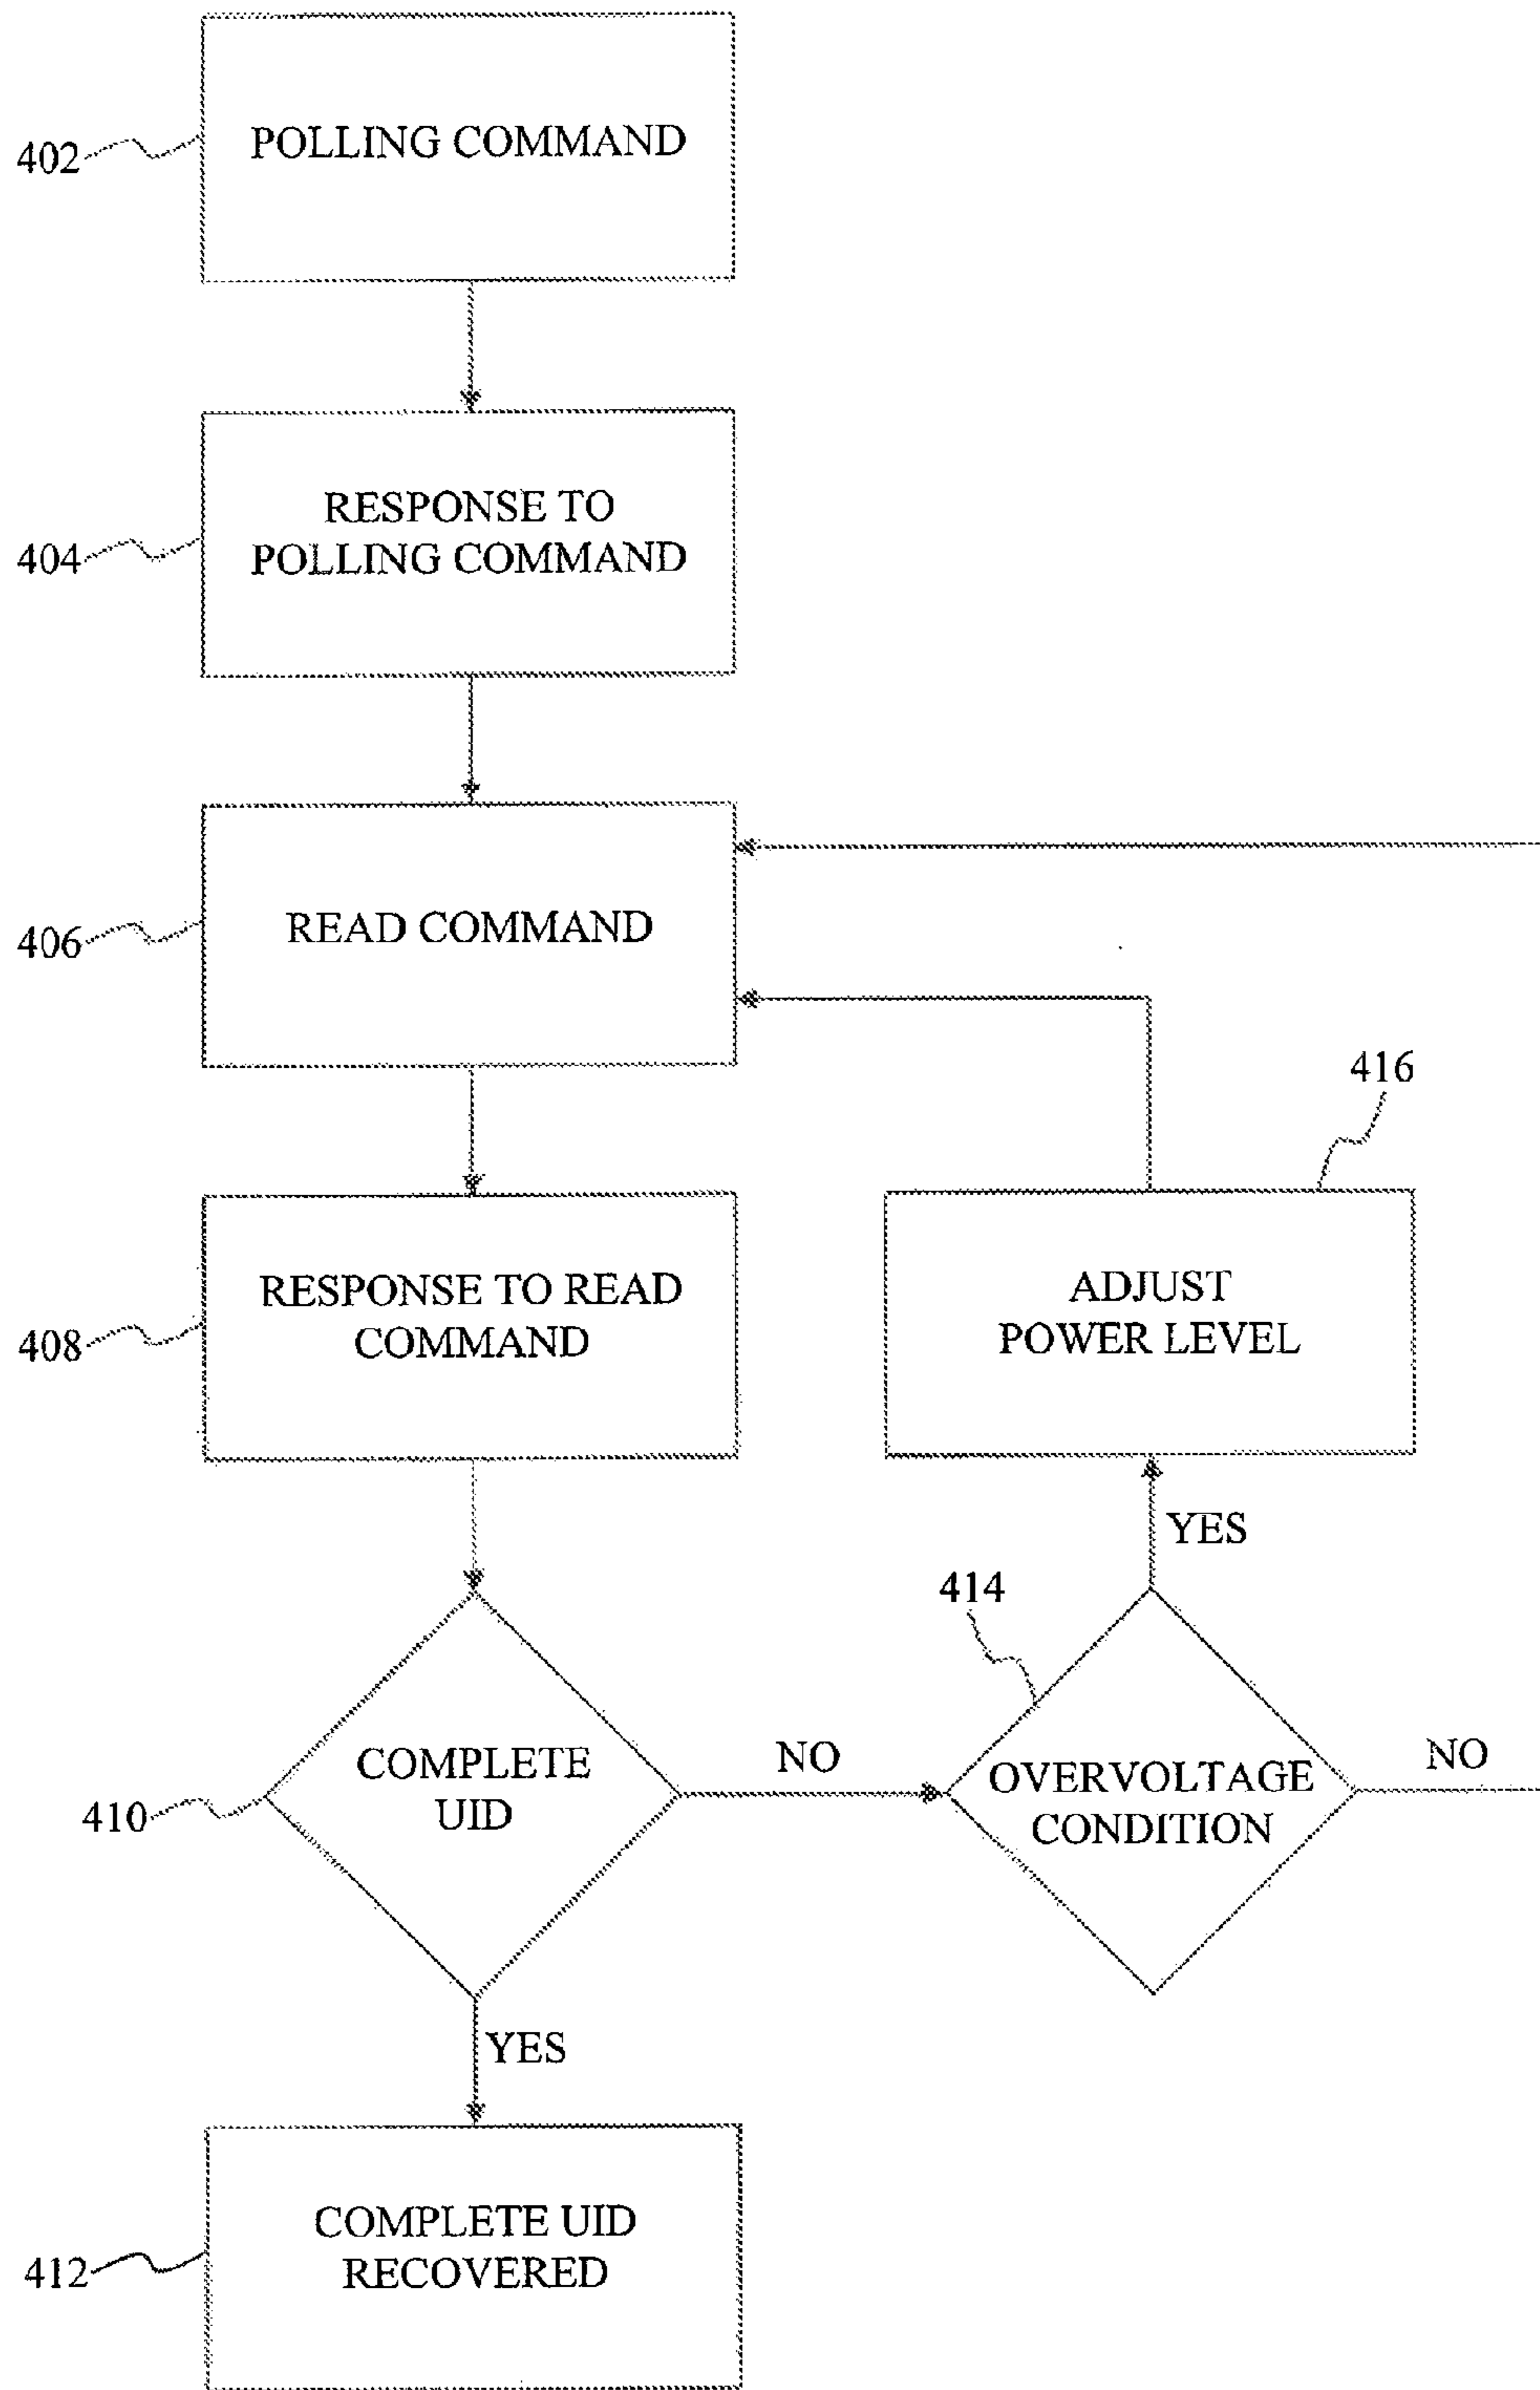 402
POLLING COMMAND
404
RESPONSE TO
POLLING COMMAND
406
READ COMMAND
408
RESPONSE TO READ
COMMAND
416
ADJUST
POWER LEVEL
YES
414
410
COMPLETE
UID
NO
OVERVOLTAGE
CONDITION
NO
YES
412
COMPLETE UID
RECOVERED